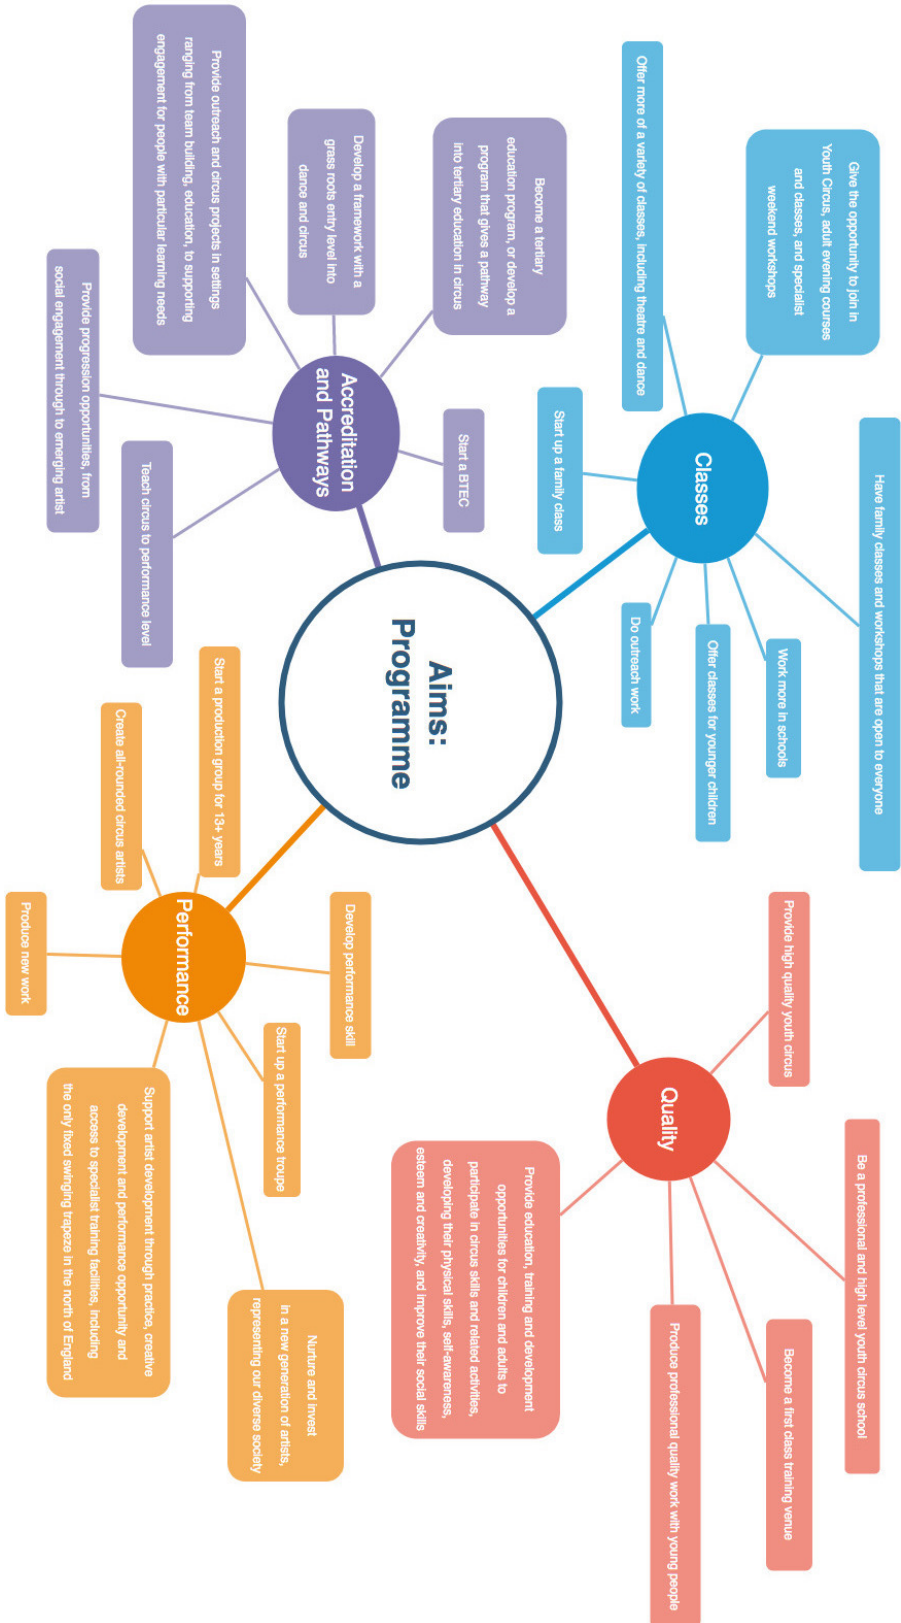 Aims:
Programme
Classes
Give the opportunity to join in
Youth Circus, adult evening courses
and classes, and specialist
weekend workshops
Offer more of a variety of classes, including theatre and dance
Start up a family class
Have family classes and workshops that are open to everyone
Work more in schools
Offer classes for younger children
Do outreach work
Quality
Provide high quality youth circus
Be a professional and high level youth circus school
Become a first class training venue
Produce professional quality work with young people
Provide education, training and development
opportunities for children and adults to
participate in circus skills and related activities,
developing their physical skills, self-awareness,
esteem and creativity, and improve their social skills
Accreditation
and Pathways
Become a tertiary
education program, or develop a
program that gives a pathway
into tertiary education in circus
Develop a framework with a
grass roots entry level into
dance and circus
Provide outreach and circus projects in settings
ranging from team building, education, to supporting
engagement for people with particular learning needs
Provide progression opportunities, from
social engagement through to emerging artist
Teach circus to performance level
Start a BTEC
Performance
Start a production group for 13+ years
Create all-rounded circus artists
Produce new work
Develop performance skill
Start up a performance troupe
Nurture and invest
in a new generation of artists,
representing our diverse society
Support artist development through practice, creative
development and performance opportunity and
access to specialist training facilities, including
the only fixed swinging trapeze in the north of England